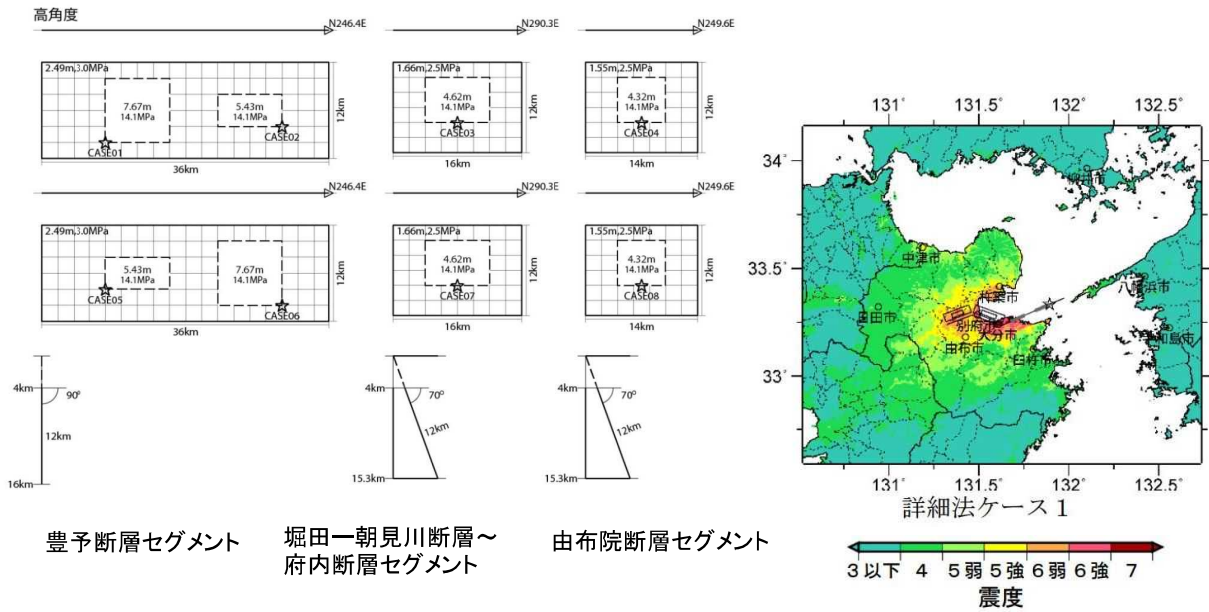 高角度
N246.4E
N290.3E
N249.6E
2.49m,3.0MPa
7.67m
14.1MPa
5.43m
14.1MPa
CASE01
CASE02
12km
36km
1.66m,2.5MPa
4.62m
14.1MPa
CASE03
12km
16km
1.55m,2.5MPa
4.32m
14.1MPa
CASE04
12km
14km
N246.4E
N290.3E
N249.6E
2.49m,3.0MPa
5.43m
14.1MPa
7.67m
14.1MPa
CASE05
CASE06
12km
36km
1.66m,2.5MPa
4.62m
14.1MPa
CASE07
12km
16km
1.55m,2.5MPa
4.32m
14.1MPa
CASE08
12km
14km
4km
90°
12km
16km
4km
70°
12km
15.3km
4km
70°
12km
15.3km
豊予断層セグメント
堀田ー朝見川断層～
府内断層セグメント
由布院断層セグメント
131° 131.5° 132° 132.5°
34°
33.5°
33°
中津市
杵築市
八幡浜市
日田市
別府市
大分市
由布市
臼杵市
宇和島市
131° 131.5° 132° 132.5°
詳細法ケース1
3以下 4 5弱 5強 6弱 6強 7
震度